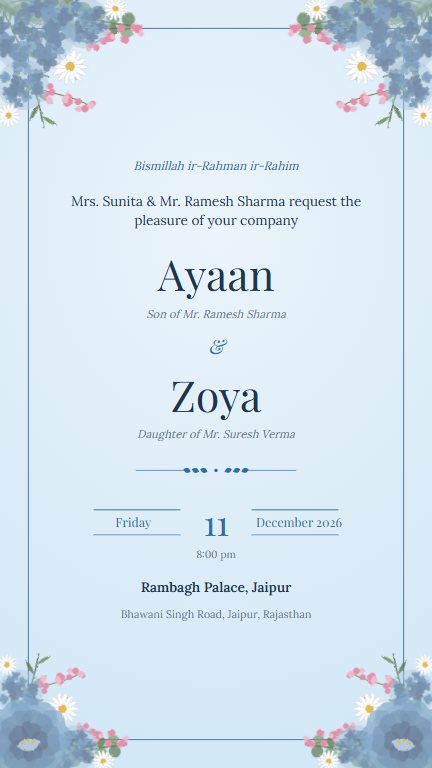 Bismillah ir-Rahman ir-Rahim
Mrs. Sunita & Mr. Ramesh Sharma request the
pleasure of your company
Ayaan
Son of Mr. Ramesh Sharma
&
Zoya
Daughter of Mr. Suresh Verma
Friday 11 December 2026
8:00 pm
Rambagh Palace, Jaipur
Bhawani Singh Road, Jaipur, Rajasthan